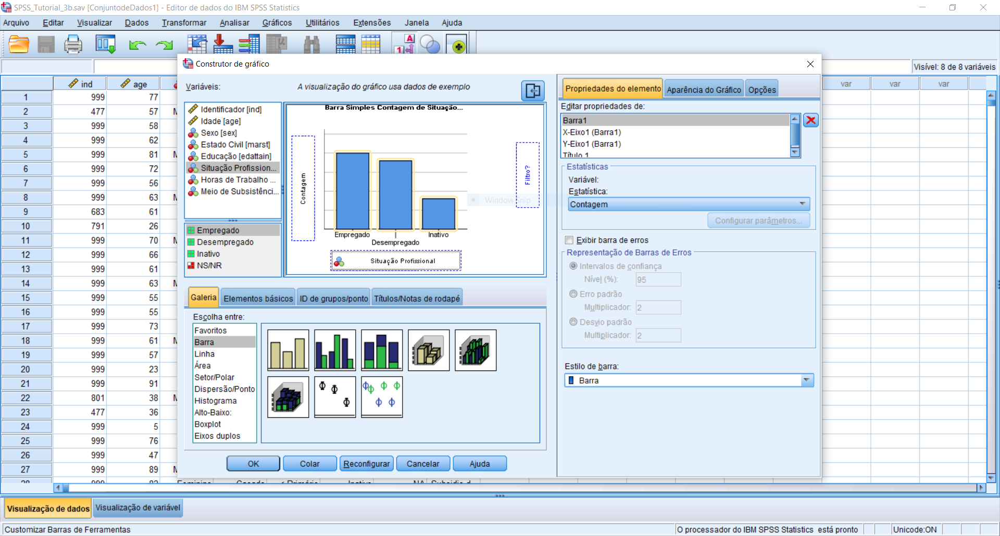 SPSS_Tutorial_3b.sav [ConjuntodeDados1] - Editor de dados do IBM SPSS Statistics
Arquivo Editar Visualizar Dados Transformar Analisar Gráficos Utilitários Extensões Janela Ajuda
Visível: 8 de 8 variáveis
ind age var var var
1 999 77
2 477 57
3 999 58
4 999 62
5 999 81
6 999 72
7 999 56
8 999 63
9 683 61
10 791 26
11 999 70
12 999 66
13 999 61
14 999 63
15 999 55
16 999 55
17 999 73
18 999 61
19 999 57
20 999 23
21 999 91
22 801 38
23 477 36
24 999 5
25 999 76
26 999 47
27 999 89
Construtor de gráfico
Variáveis:
A visualização do gráfico usa dados de exemplo
Identificador [ind]
Idade [age]
Sexo [sex]
Estado Civil [marst]
Educação [edattain]
Situação Profission...
Horas de Trabalho ...
Meio de Subsistênci...
Empregado
Desempregado
Inativo
NS/NR
Barra Simples Contagem de Situação...
Contagem
Filtro?
Window Snip
Empregado
Desempregado
Inativo
Situação Profissional
Galeria Elementos básicos ID de grupos/ponto Títulos/Notas de rodapé
Escolha entre:
Favoritos
Barra
Linha
Área
Setor/Polar
Dispersão/Ponto
Histograma
Alto-Baixo:
Boxplot
Eixos duplos
OK Colar Reconfigurar Cancelar Ajuda
Propriedades do elemento Aparência do Gráfico Opções
Editar propriedades de:
Barra1
X-Eixo1 (Barra1)
Y-Eixo1 (Barra1)
Título 1
Estatísticas
Variável:
Estatística:
Contagem
Configurar parâmetros...
Exibir barra de erros
Representação de Barras de Erros
Intervalos de confiança
Nível (%): 95
Erro padrão
Multiplicador: 2
Desvio padrão
Multiplicador: 2
Estilo de barra:
Barra
Visualização de dados Visualização de variável
Customizar Barras de Ferramentas
O processador do IBM SPSS Statistics está pronto
Unicode:ON